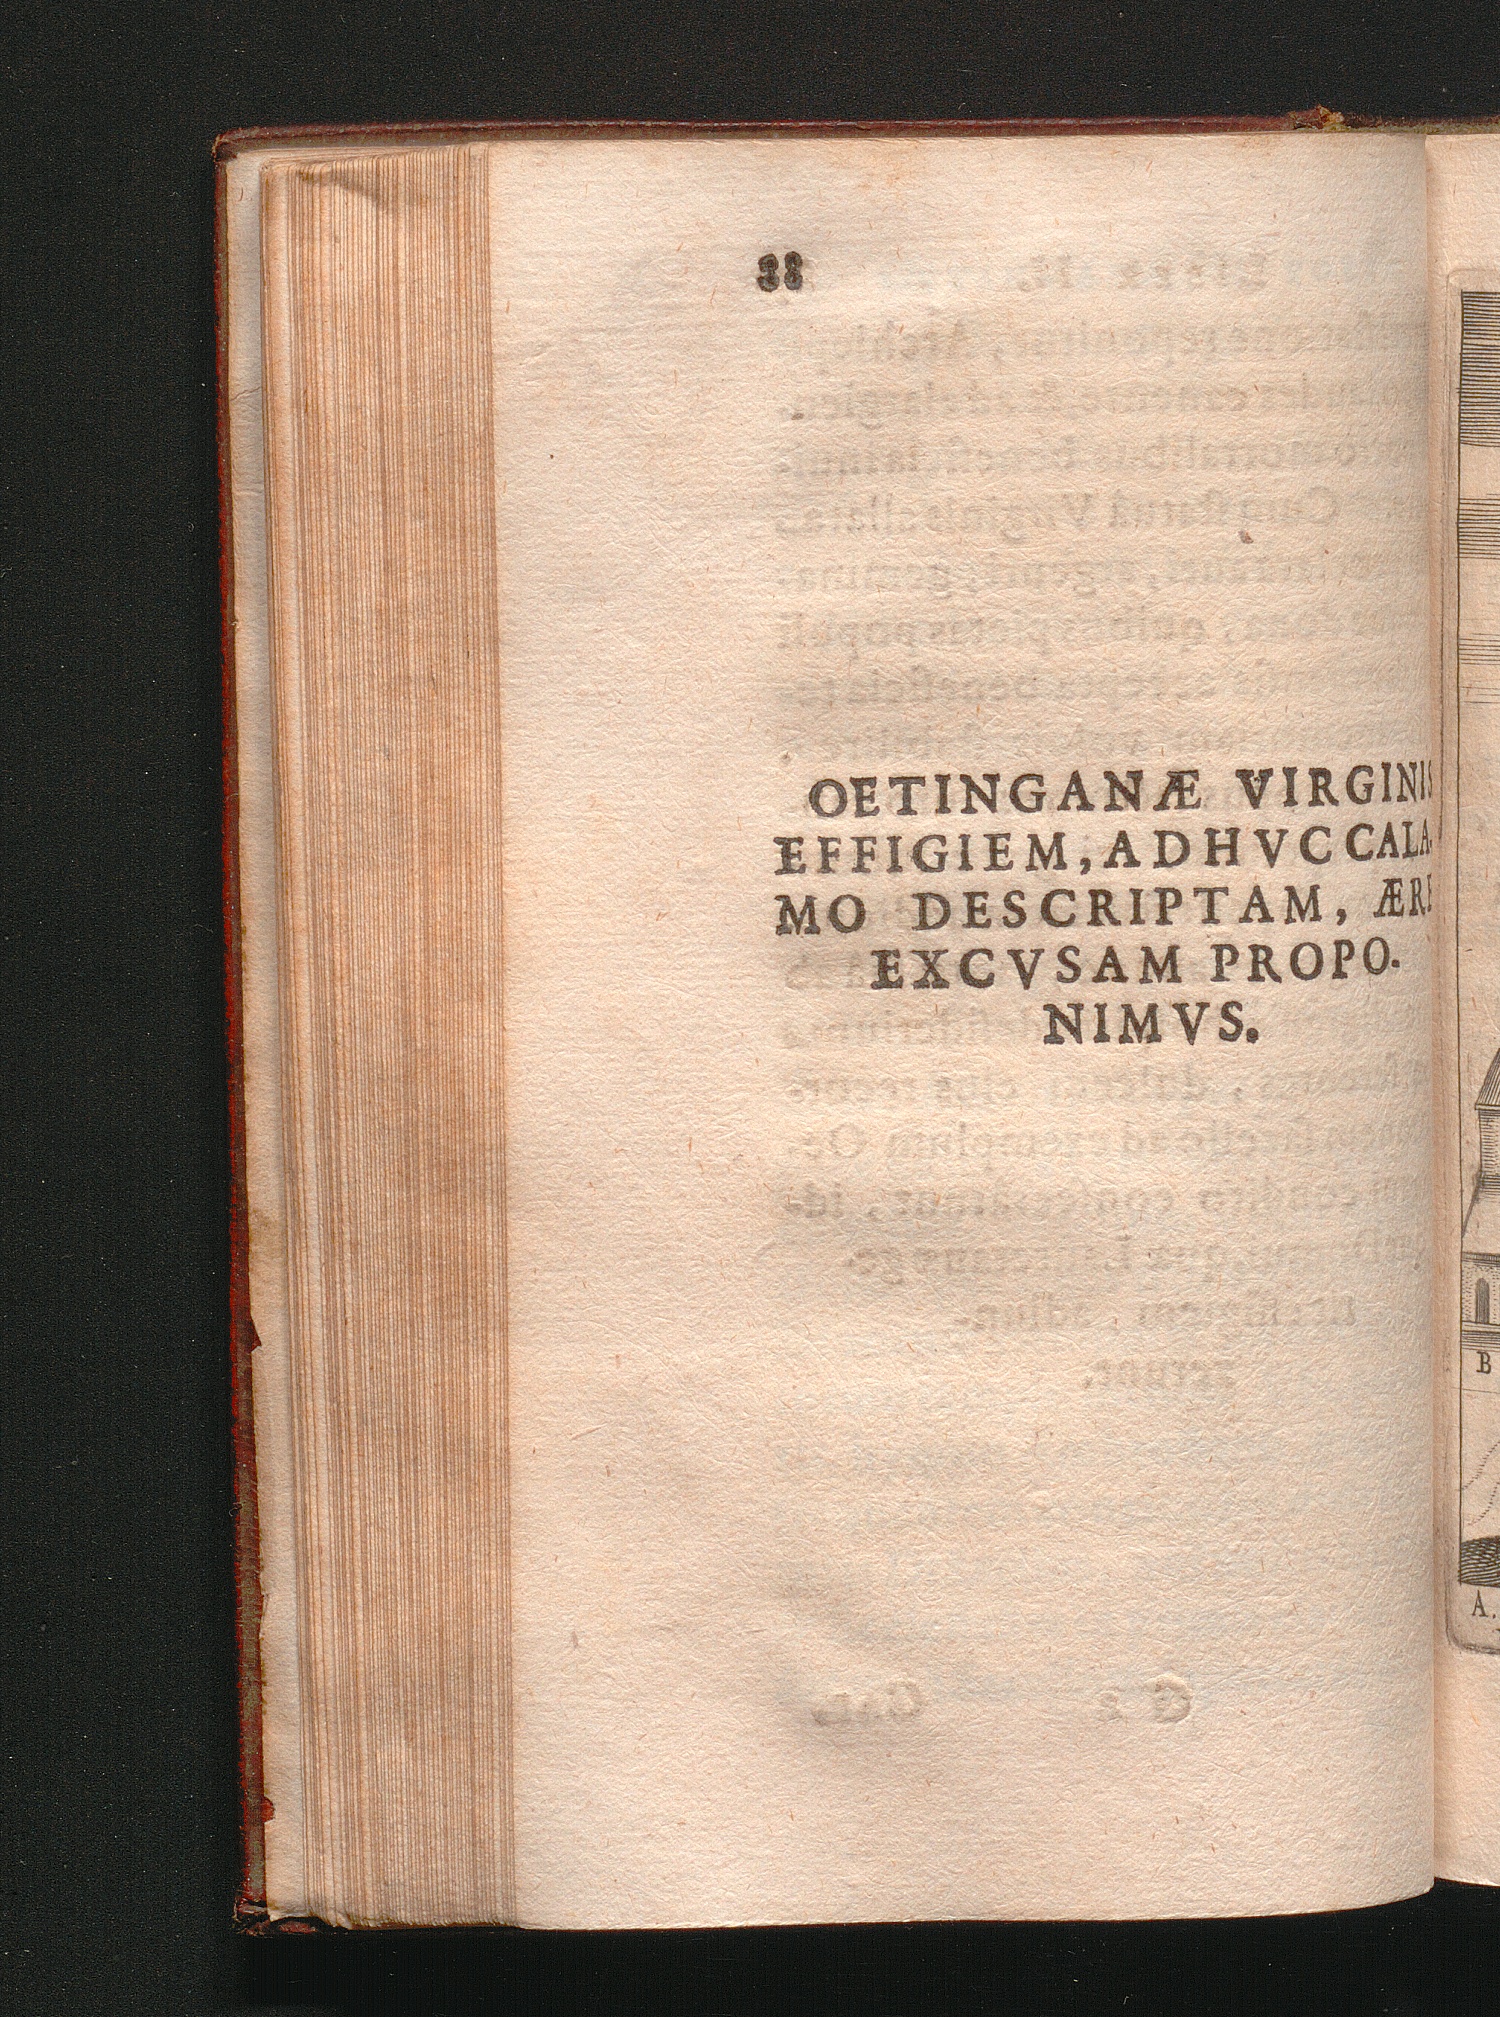 38
OETINGANÆ VIRGINIS
EFFIGIEM, ADHVC CALA-
MO DESCRIPTAM, ÆRE
EXCVSAM PROPO-
NIMVS.
B
A.